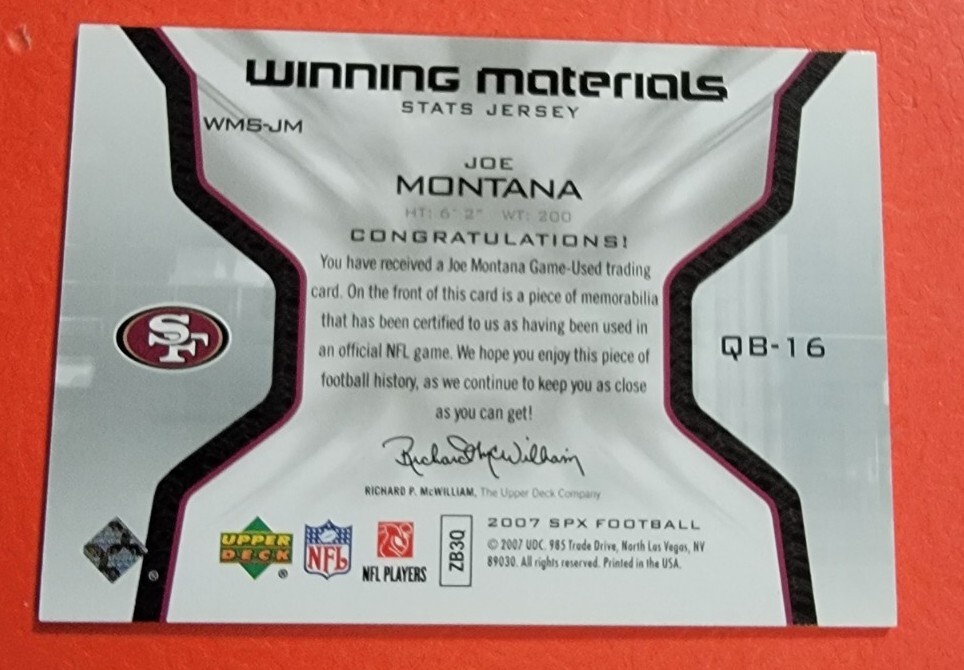 WINNING MATERIALS
STATS JERSEY
WMS-JM
JOE
MONTANA
HT: 6' 2" WT: 200
CONGRATULATIONS!
You have received a Joe Montana Game-Used trading
card. On the front of this card is a piece of memorabilia
that has been certified to us as having been used in
an official NFL game. We hope you enjoy this piece of
football history, as we continue to keep you as close
as you can get!
SF
QB-16
Richard McWilliam
RICHARD P. McWILLIAM, The Upper Deck Company
UPPER
DECK
®
NFL
NFL PLAYERS
ZB3Q
2007 SPX FOOTBALL
© 2007 UDC. 985 Trade Drive, North Las Vegas, NV
89030. All rights reserved. Printed in the USA.
®